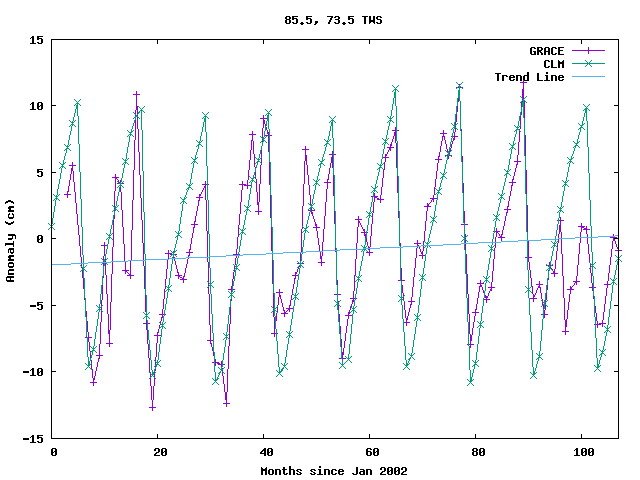 85.5, 73.5 TWS
GRACE
CLM
Trend Line
15
10
5
0
-5
-10
-15
Anomaly (cm)
0 20 40 60 80 100
Months since Jan 2002